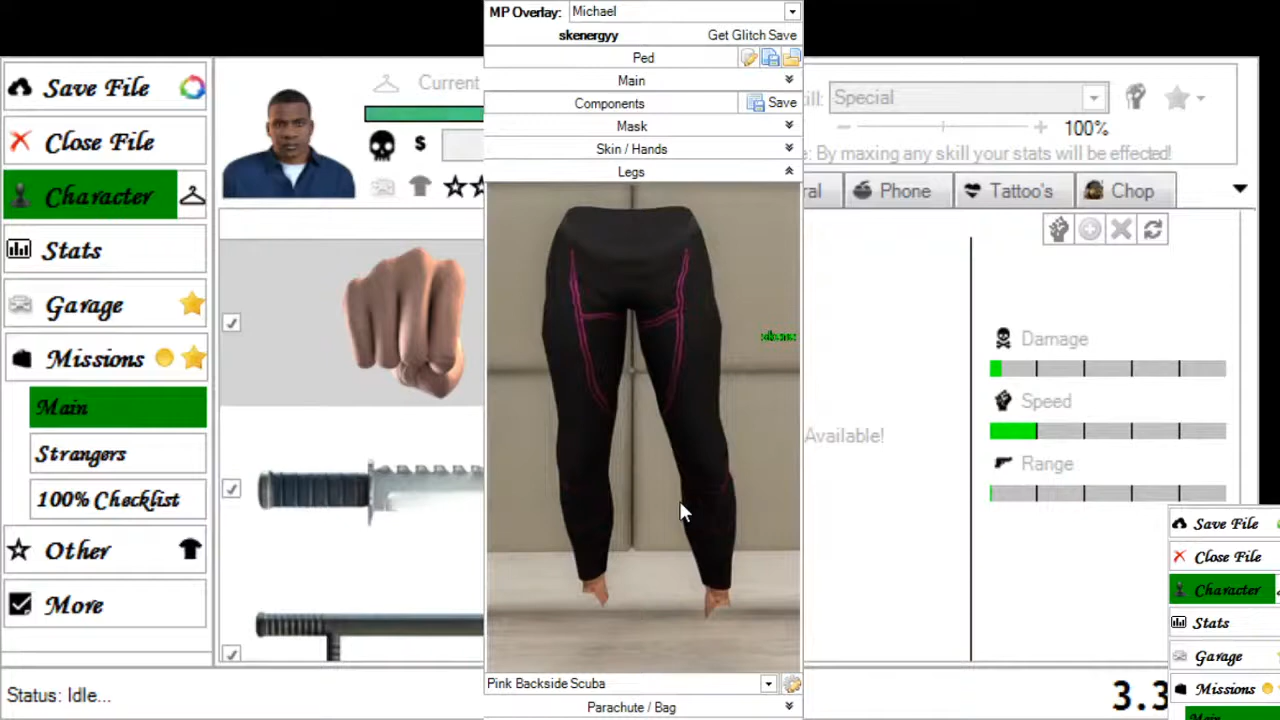 MP Overlay: Michael
skenergyy Get Glitch Save
Ped
Main
Components Save
Mask
Skin / Hands
Legs
Pink Backside Scuba
Parachute / Bag
Save File
Close File
Character
Stats
Garage
Missions
Main
Strangers
100% Checklist
Other
More
Status: Idle...
Current
$
Special
100%
: By maxing any skill your stats will be effected!
Phone
Tattoo's
Chop
Damage
Speed
Range
Available!
3.3
Save File
Close File
Character
Stats
Garage
Missions
Main